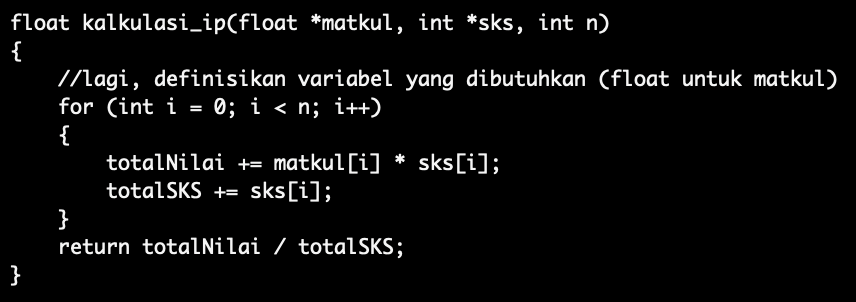 float kalkulasi_ip(float *matkul, int *sks, int n)
{
    //lagi, definisikan variabel yang dibutuhkan (float untuk matkul)
    for (int i = 0; i < n; i++)
    {
        totalNilai += matkul[i] * sks[i];
        totalSKS += sks[i];
    }
    return totalNilai / totalSKS;
}